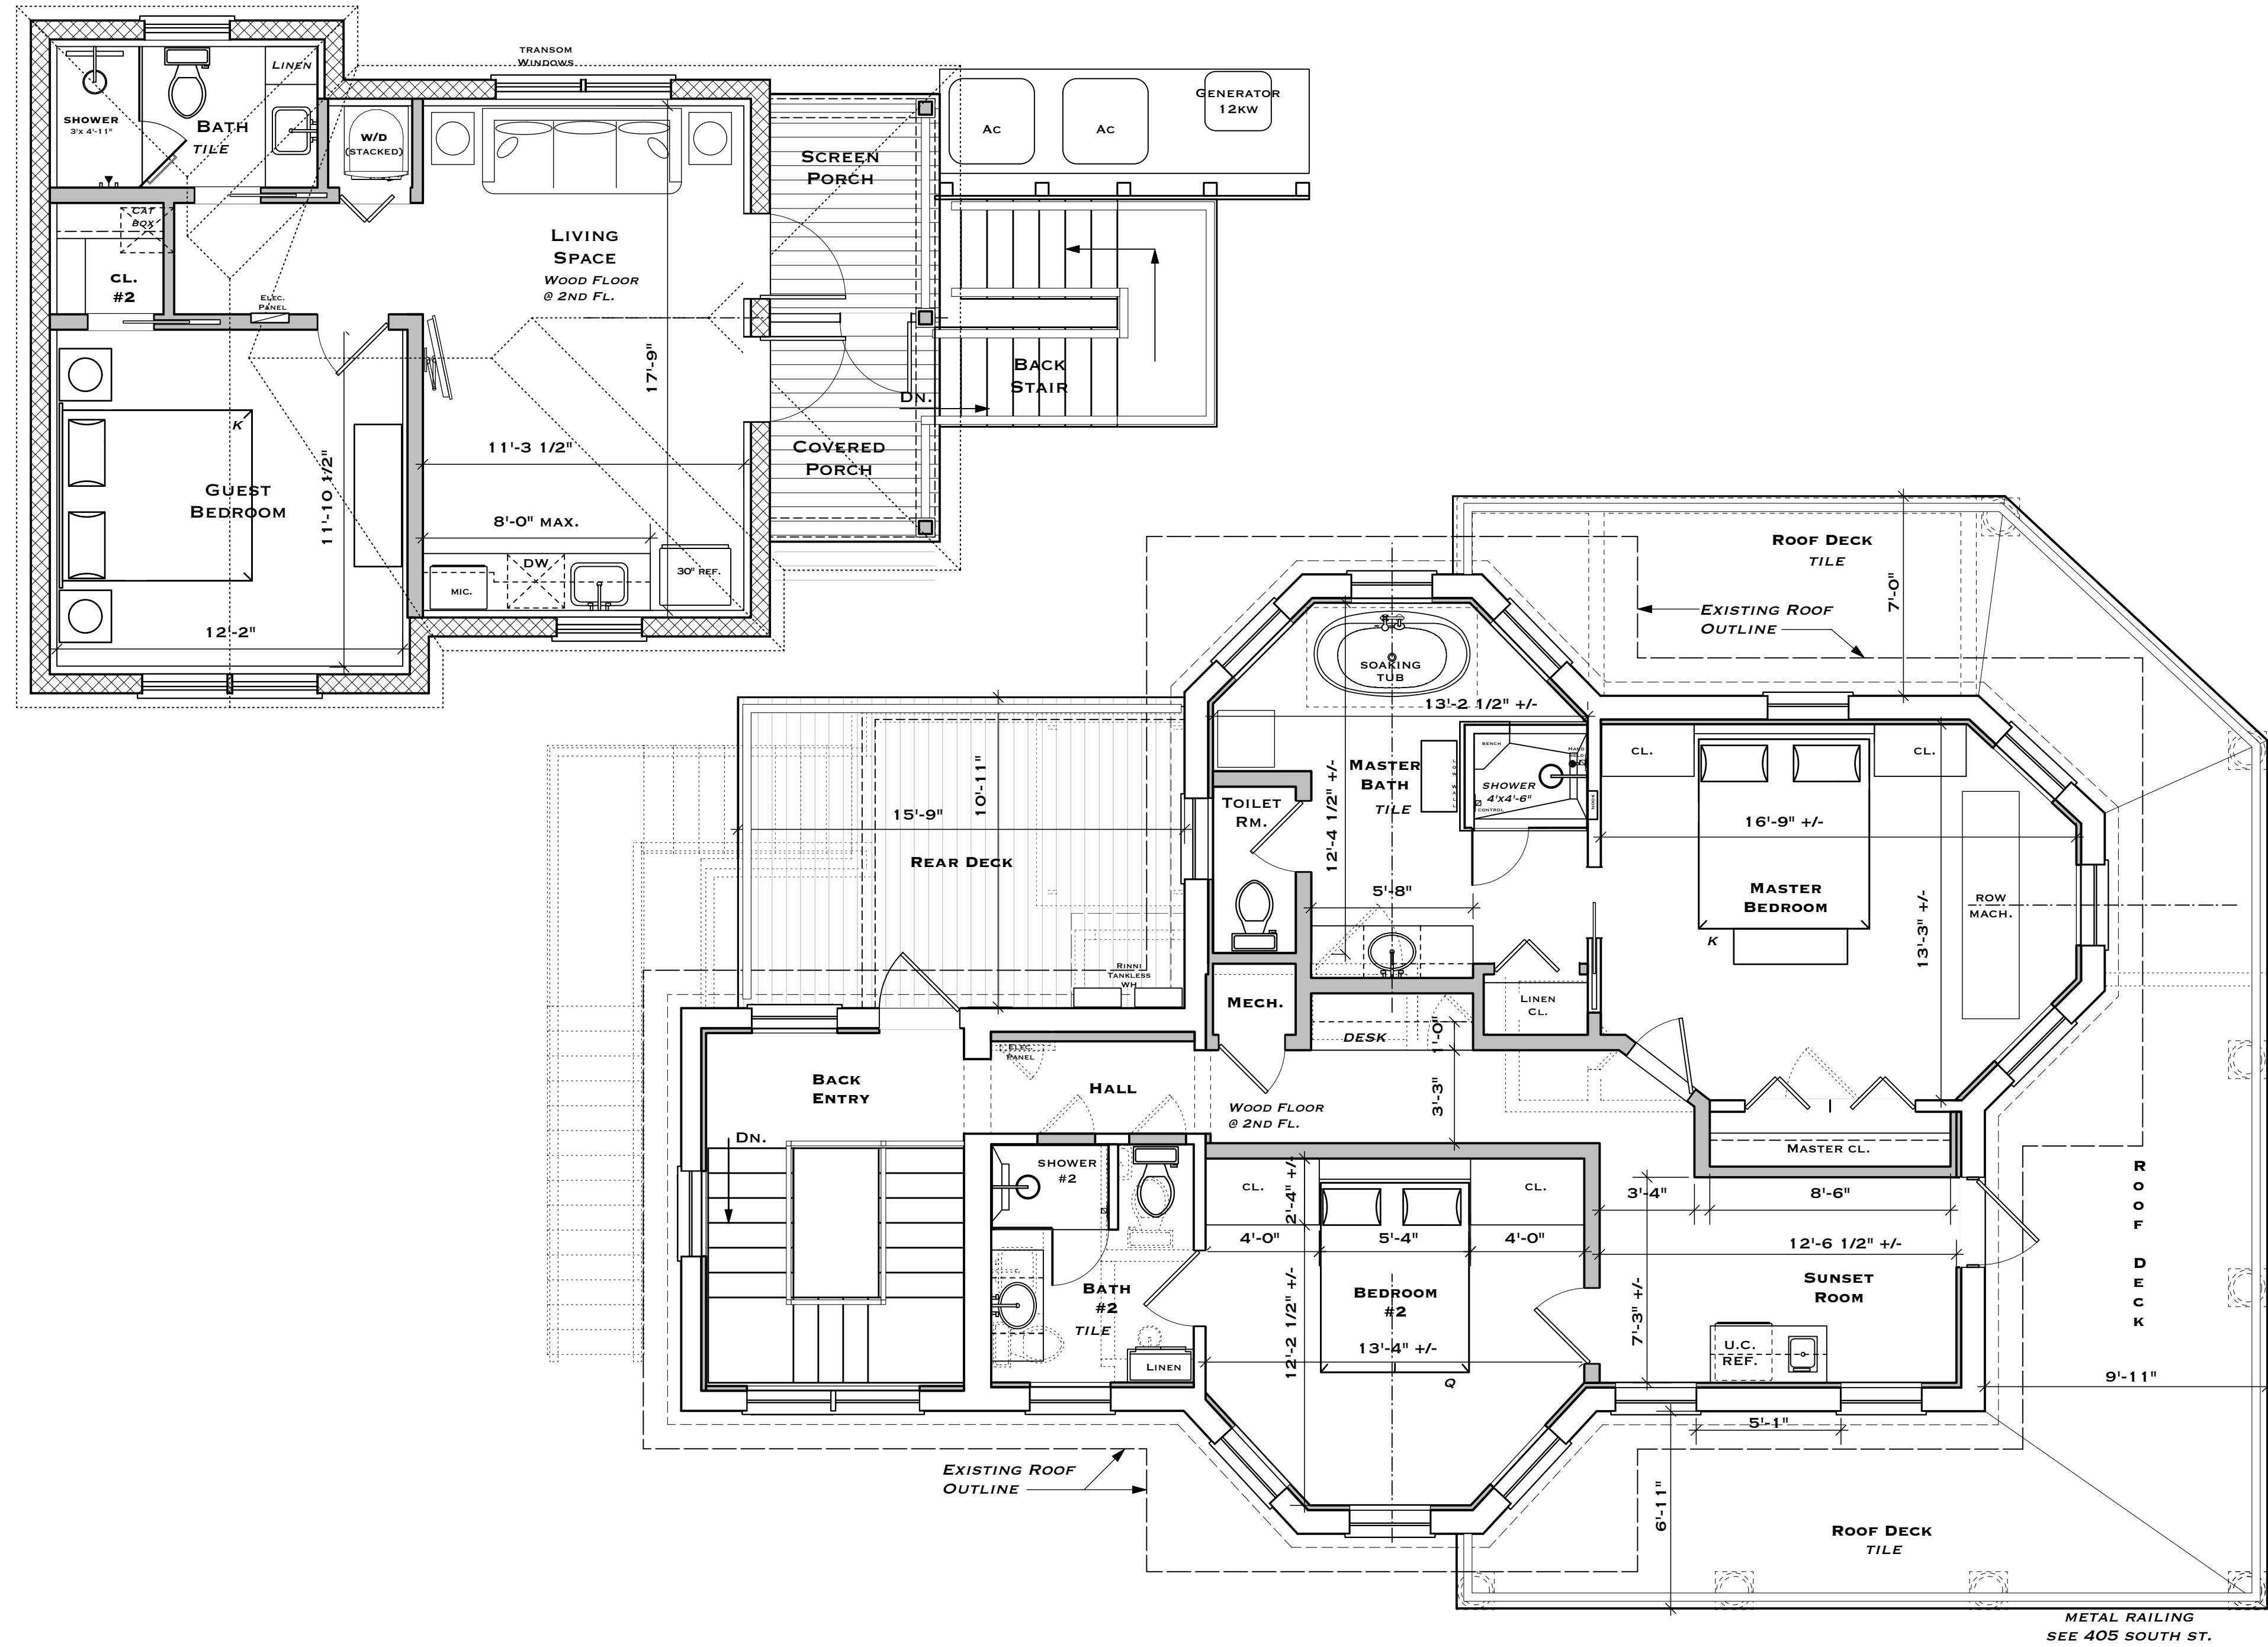 TRANSOM
WINDOWS
LINEN
SHOWER
3'x 4'-11"
BATH
TILE
W/D
(STACKED)
SCREEN
PORCH
AC
AC
GENERATOR
12KW
CAT
BOX
CL.
#2
ELEC.
PANEL
LIVING
SPACE
WOOD FLOOR
@ 2ND FL.
17'-9"
BACK
STAIR
DN.
K
11'-3 1/2"
COVERED
PORCH
GUEST
BEDROOM
11'-10 1/2"
8'-0" MAX.
DW
MIC.
30" REF.
12'-2"
ROOF DECK
TILE
7'-0"
EXISTING ROOF
OUTLINE
SOAKING
TUB
13'-2 1/2" +/-
BENCH
CL.
CL.
MASTER
BATH
TILE
12'-4 1/2" +/-
SHOWER
4'X4'-6"
CONTROL
NOOK
TOILET
RM.
10'-11"
15'-9"
REAR DECK
16'-9" +/-
5'-8"
MASTER
BEDROOM
K
ROW
MACH.
13'-3" +/-
RINNI
TANKLESS
WH
MECH.
LINEN
CL.
DESK
1'-0"
ELEC.
PANEL
BACK
ENTRY
HALL
3'-3"
WOOD FLOOR
@ 2ND FL.
DN.
SHOWER
#2
MASTER CL.
CL.
2'-4" +/-
CL.
3'-4"
8'-6"
ROOF DECK
4'-0"
5'-4"
4'-0"
12'-6 1/2" +/-
BATH
#2
TILE
12'-2 1/2" +/-
BEDROOM
#2
SUNSET
ROOM
7'-3" +/-
13'-4" +/-
U.C.
REF.
LINEN
Q
9'-11"
5'-1"
EXISTING ROOF
OUTLINE
6'-11"
ROOF DECK
TILE
METAL RAILING
SEE 405 SOUTH ST.